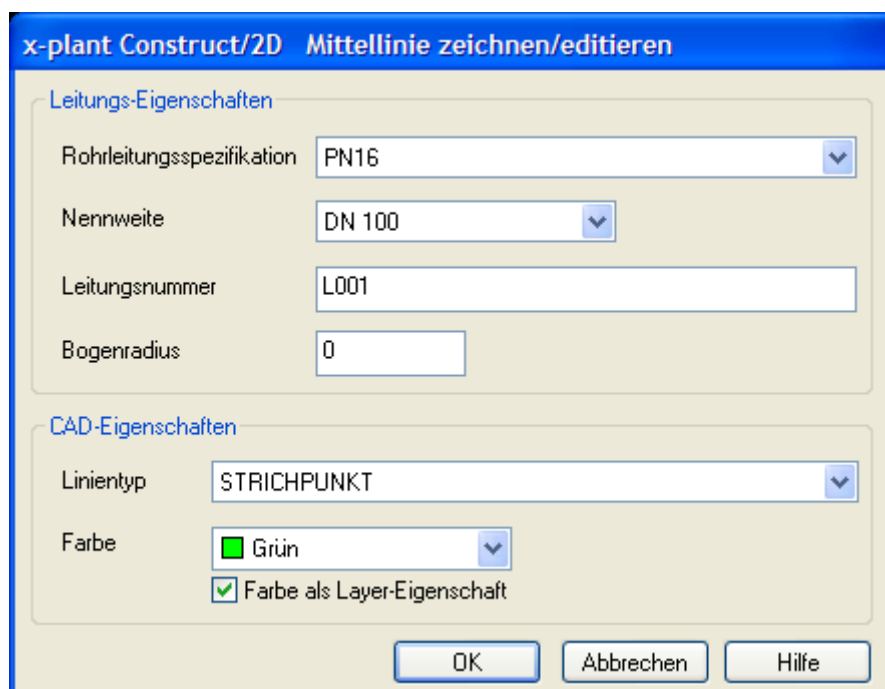 x-plant Construct/2D Mittellinie zeichnen/editieren
Leitungs-Eigenschaften
Rohrleitungsspezifikation PN16
Nennweite DN 100
Leitungsnummer L001
Bogenradius 0
CAD-Eigenschaften
Linientyp STRICHPUNKT
Farbe Grün
Farbe als Layer-Eigenschaft
OK Abbrechen Hilfe